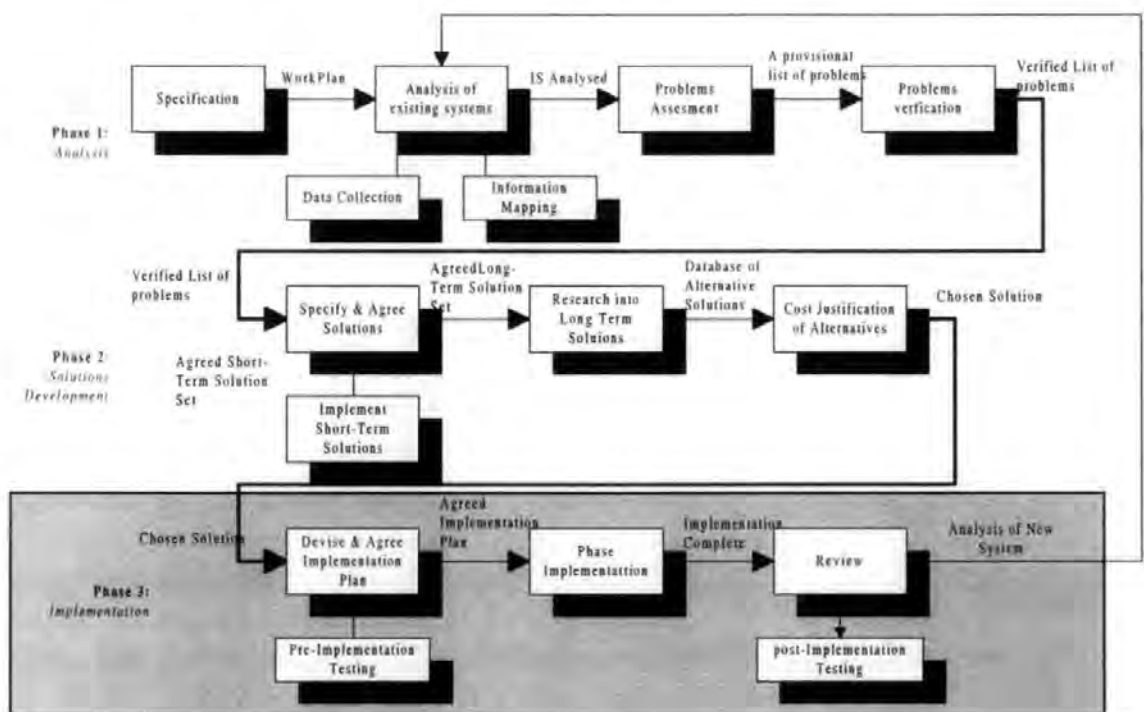 Specification
WorkPlan
Analysis of
existing systems
IS Analysed
Problems
Assesment
A provisional
list of problems
Problems
verfication
Verified List of
problems
Phase 1:
Analysis
Data Collection
Information
Mapping
Verified List of
problems
Specify & Agree
Solutions
AgreedLong-
Term Solution
Set
Research into
Long Term
Solutions
Database of
Alternative
Solutions
Cost Justification
of Alternatives
Chosen Solution
Phase 2:
Solutions
Development
Agreed Short-
Term Solution
Set
Implement
Short-Term
Solutions
Chosen Solution
Devise & Agree
Implementation
Plan
Agreed
Implementation
Plan
Phase
Implementattion
Implementation
Complete
Review
Analysis of New
System
Phase 3:
Implementation
Pre-Implementation
Testing
post-Implementation
Testing